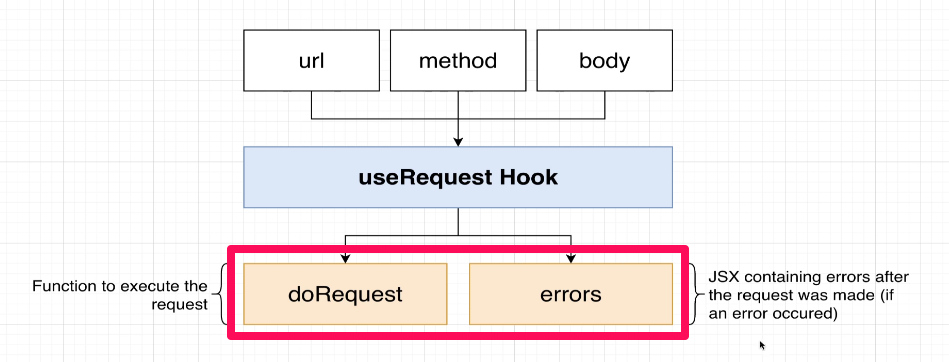 url
method
body
useRequest Hook
Function to execute the
request
doRequest
errors
JSX containing errors after
the request was made (if
an error occured)